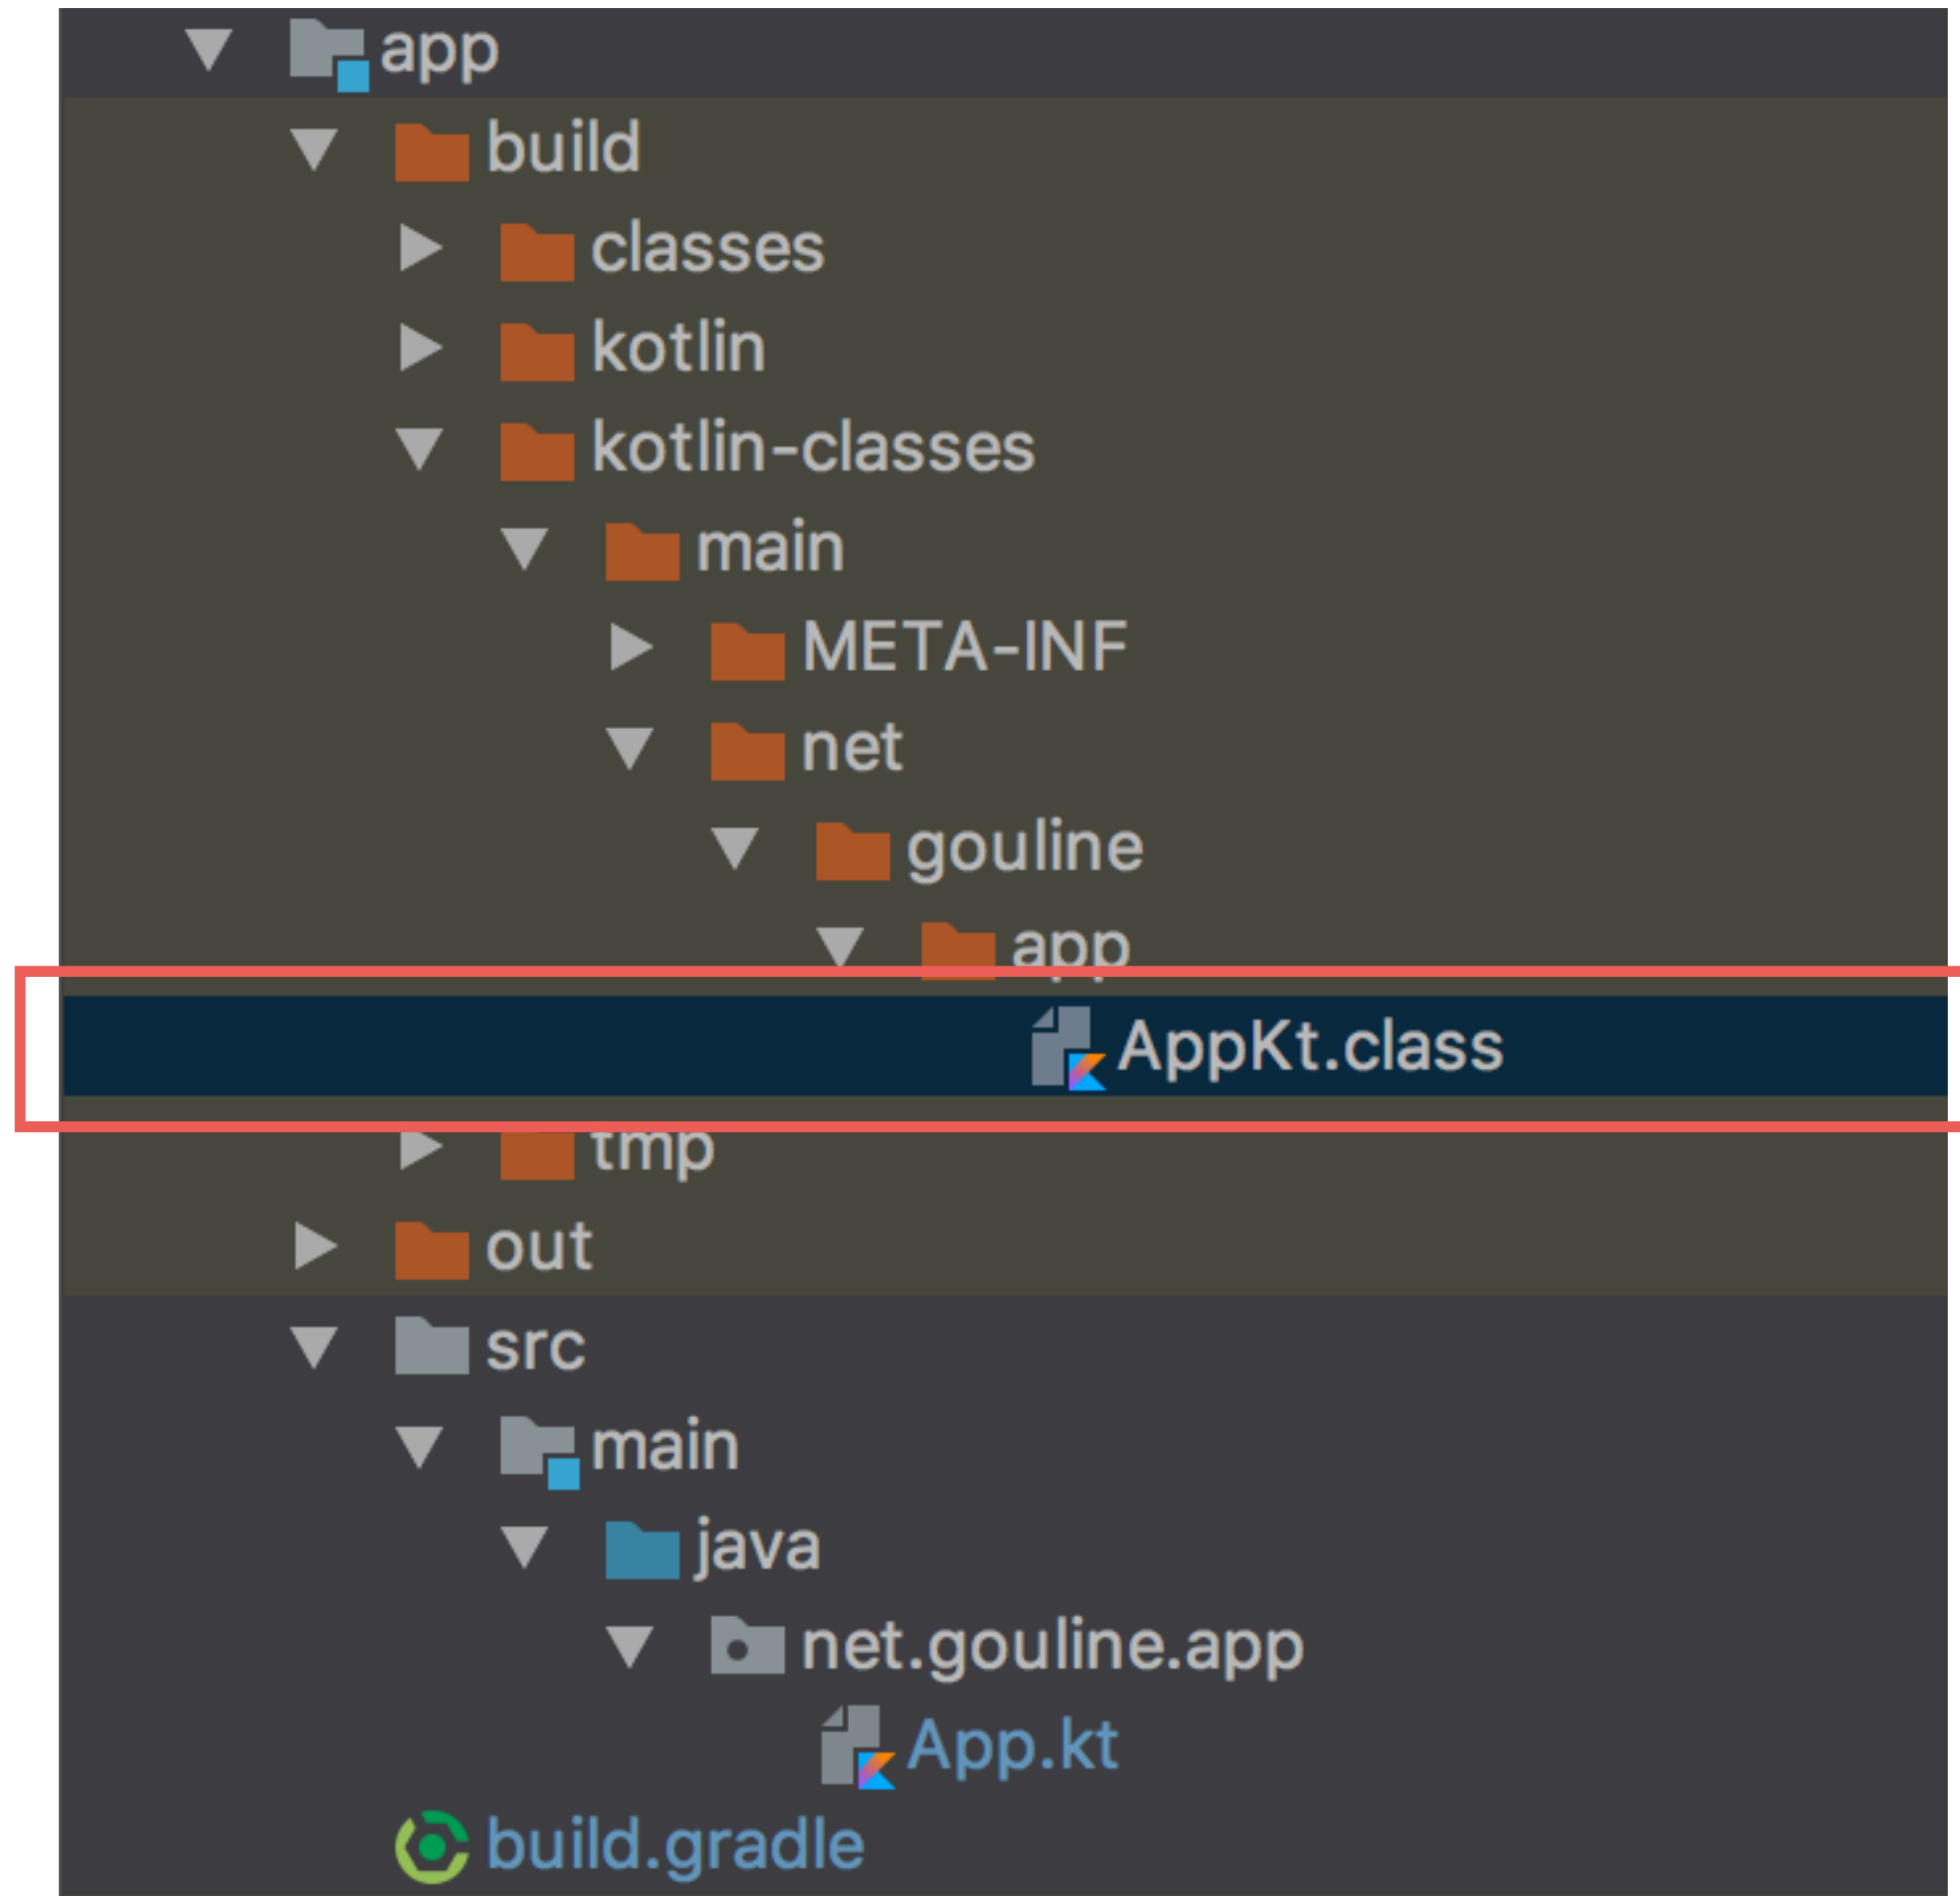 app
build
classes
kotlin
kotlin-classes
main
META-INF
net
gouline
app
AppKt.class
tmp
out
src
main
java
net.gouline.app
App.kt
build.gradle